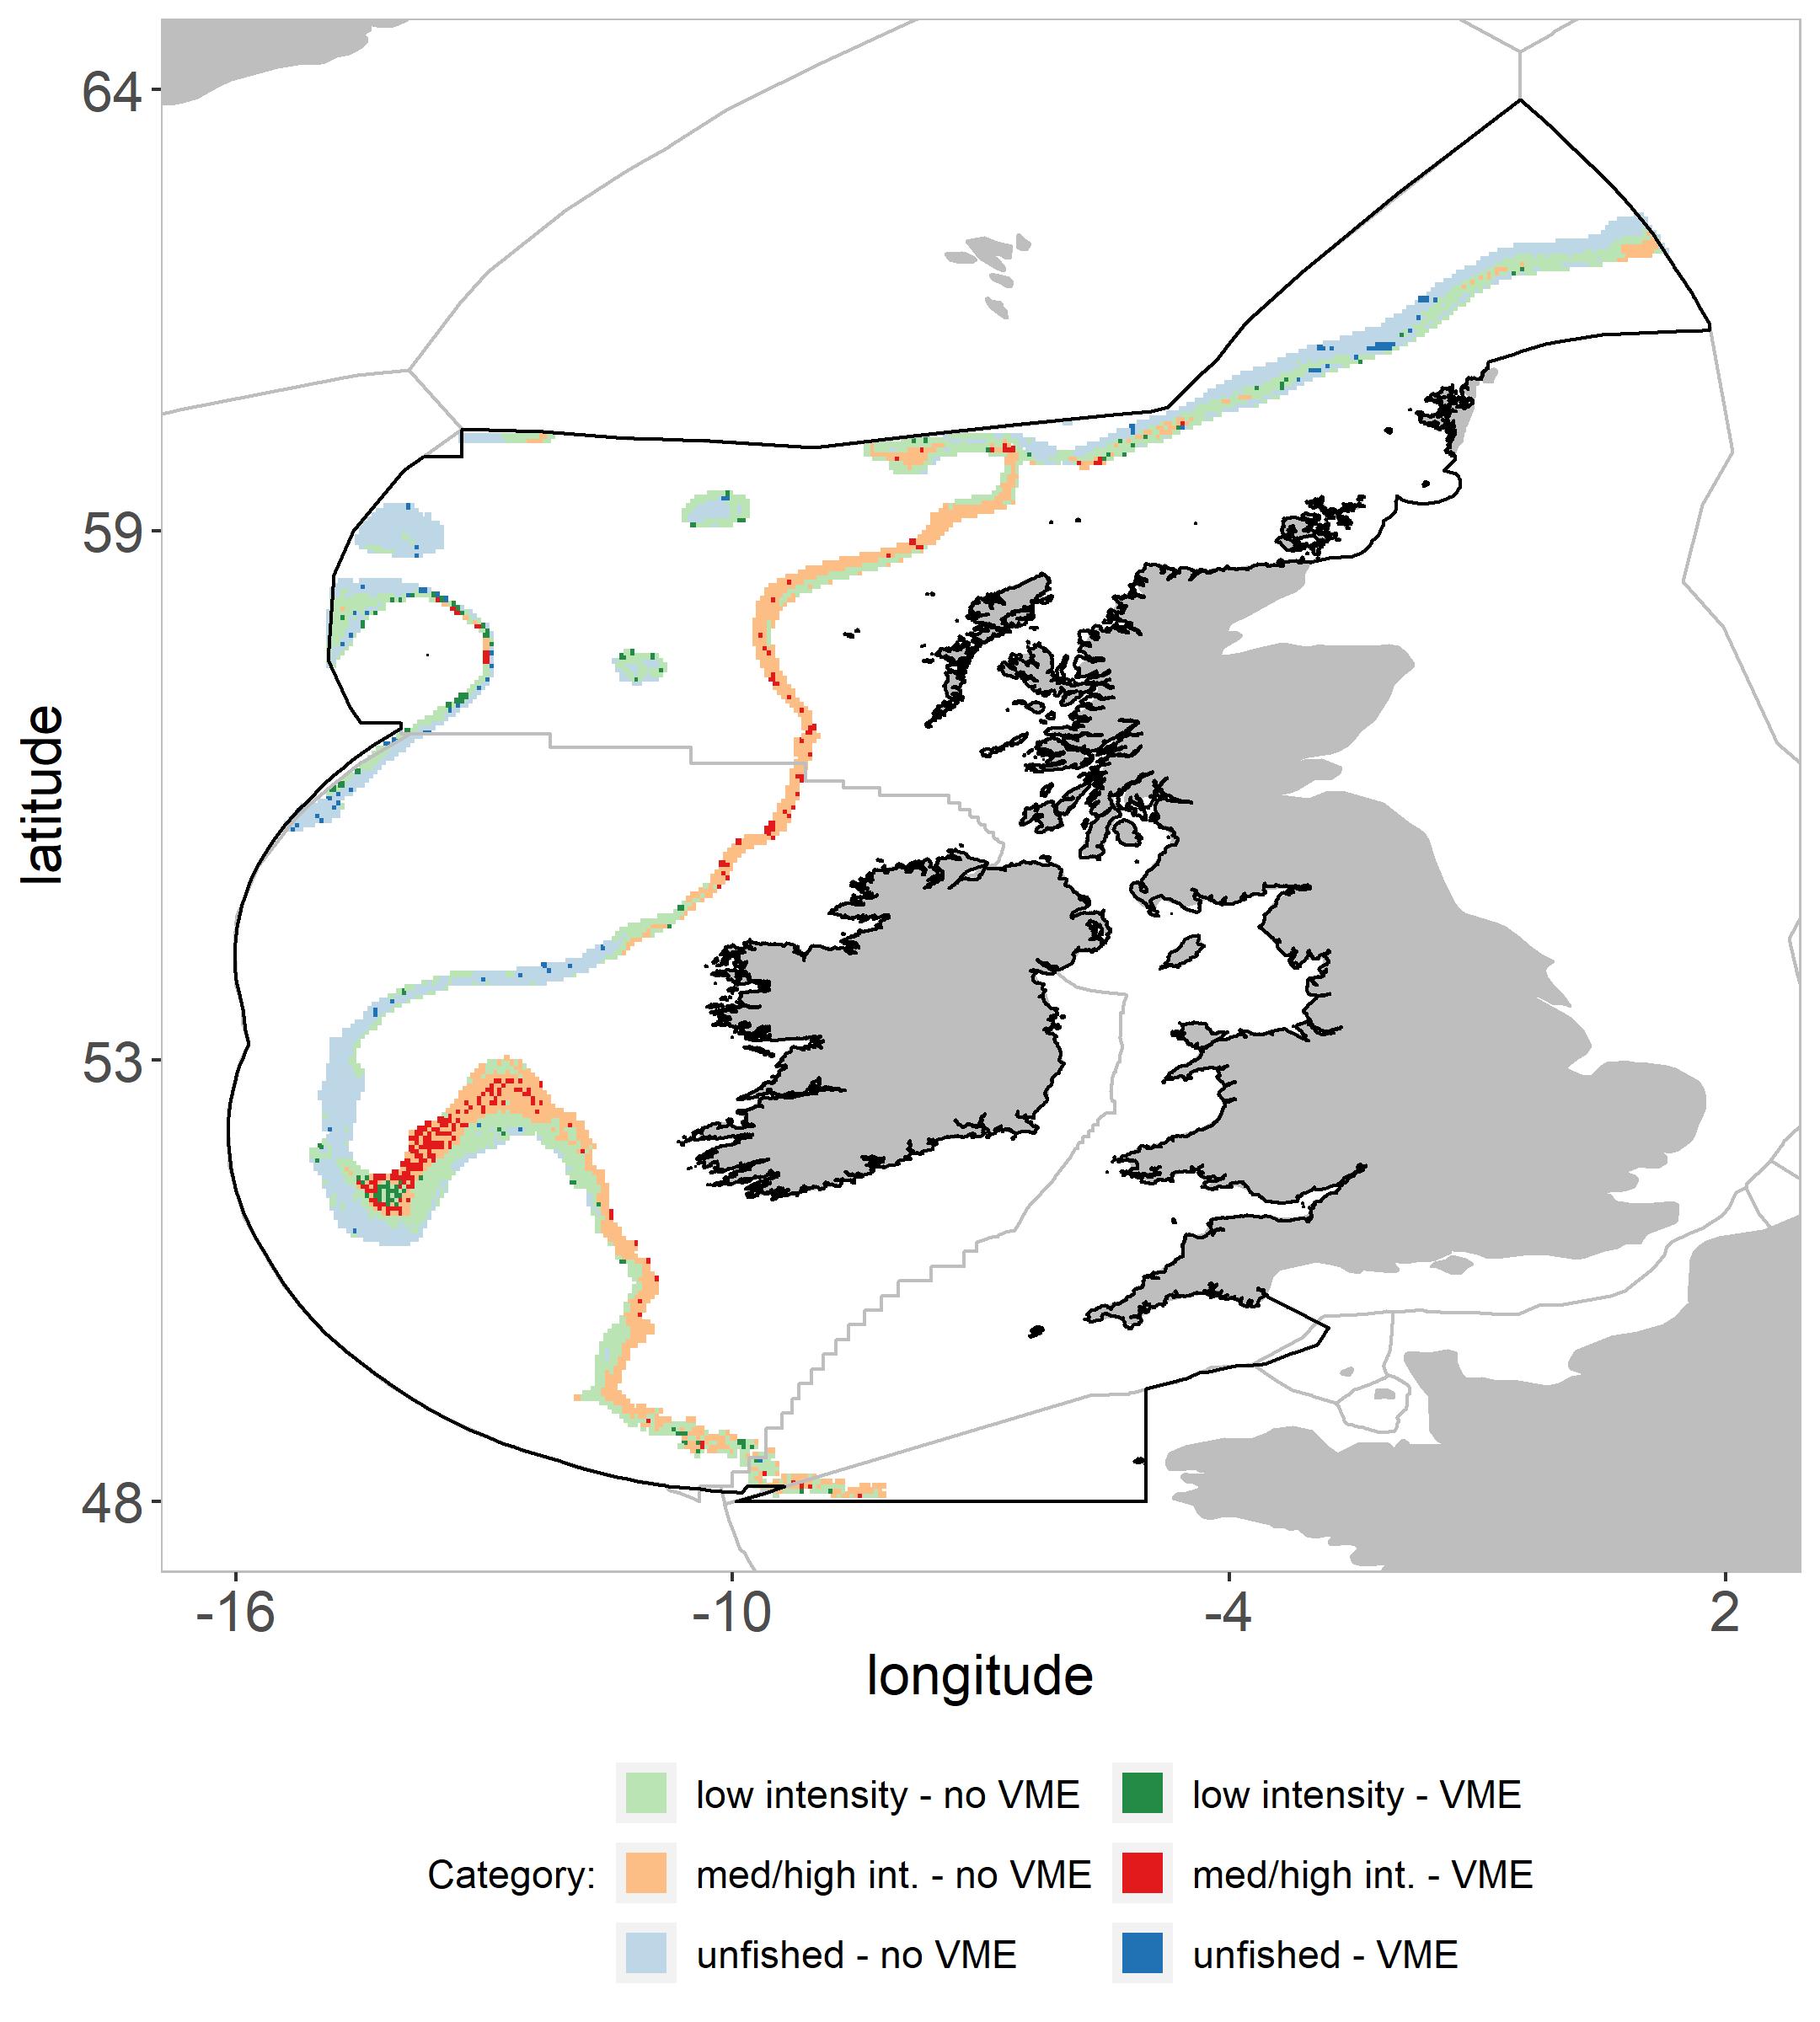 64
59
53
48
latitude
-16
-10
-4
2
longitude
Category:
low intensity - no VME
low intensity - VME
med/high int. - no VME
med/high int. - VME
unfished - no VME
unfished - VME